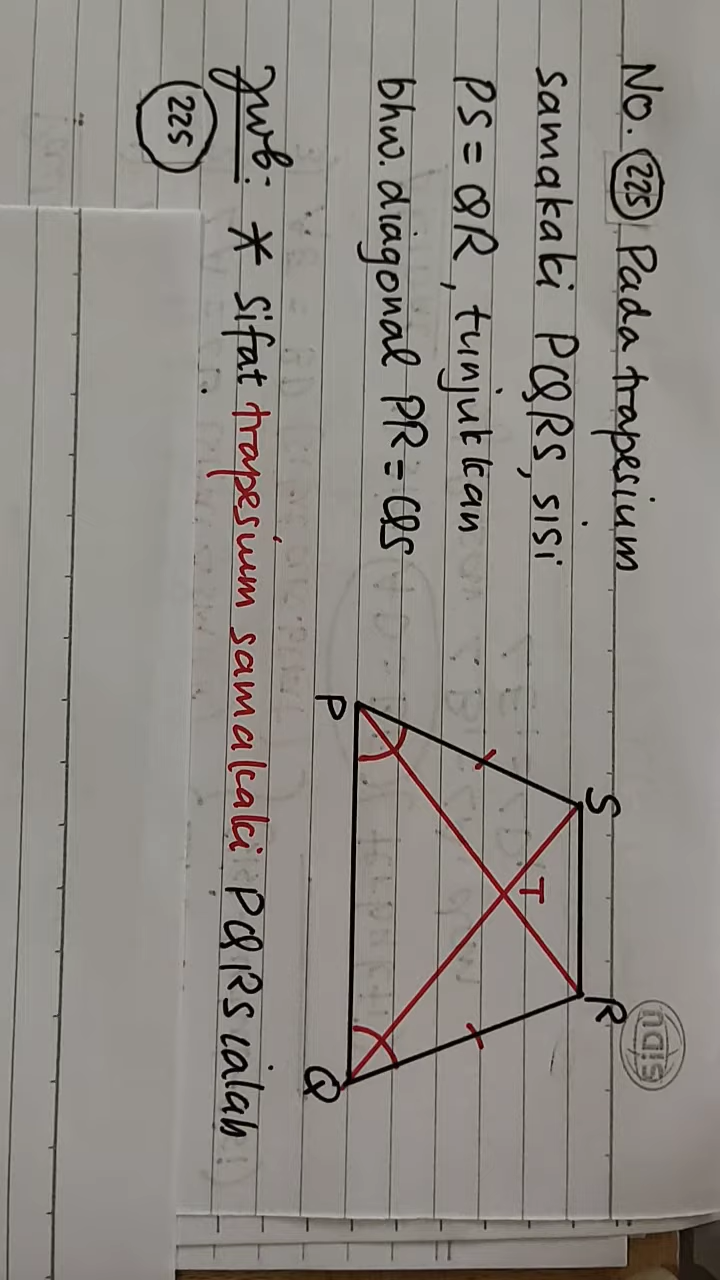 No. 225 Pada trapesium
samakaki PQRS, sisi
PS = QR, tunjukkan
bhw. diagonal PR = QS
S
R
T
P
Q
Jwb: * Sifat trapesium samakaki PQRS ialah
225